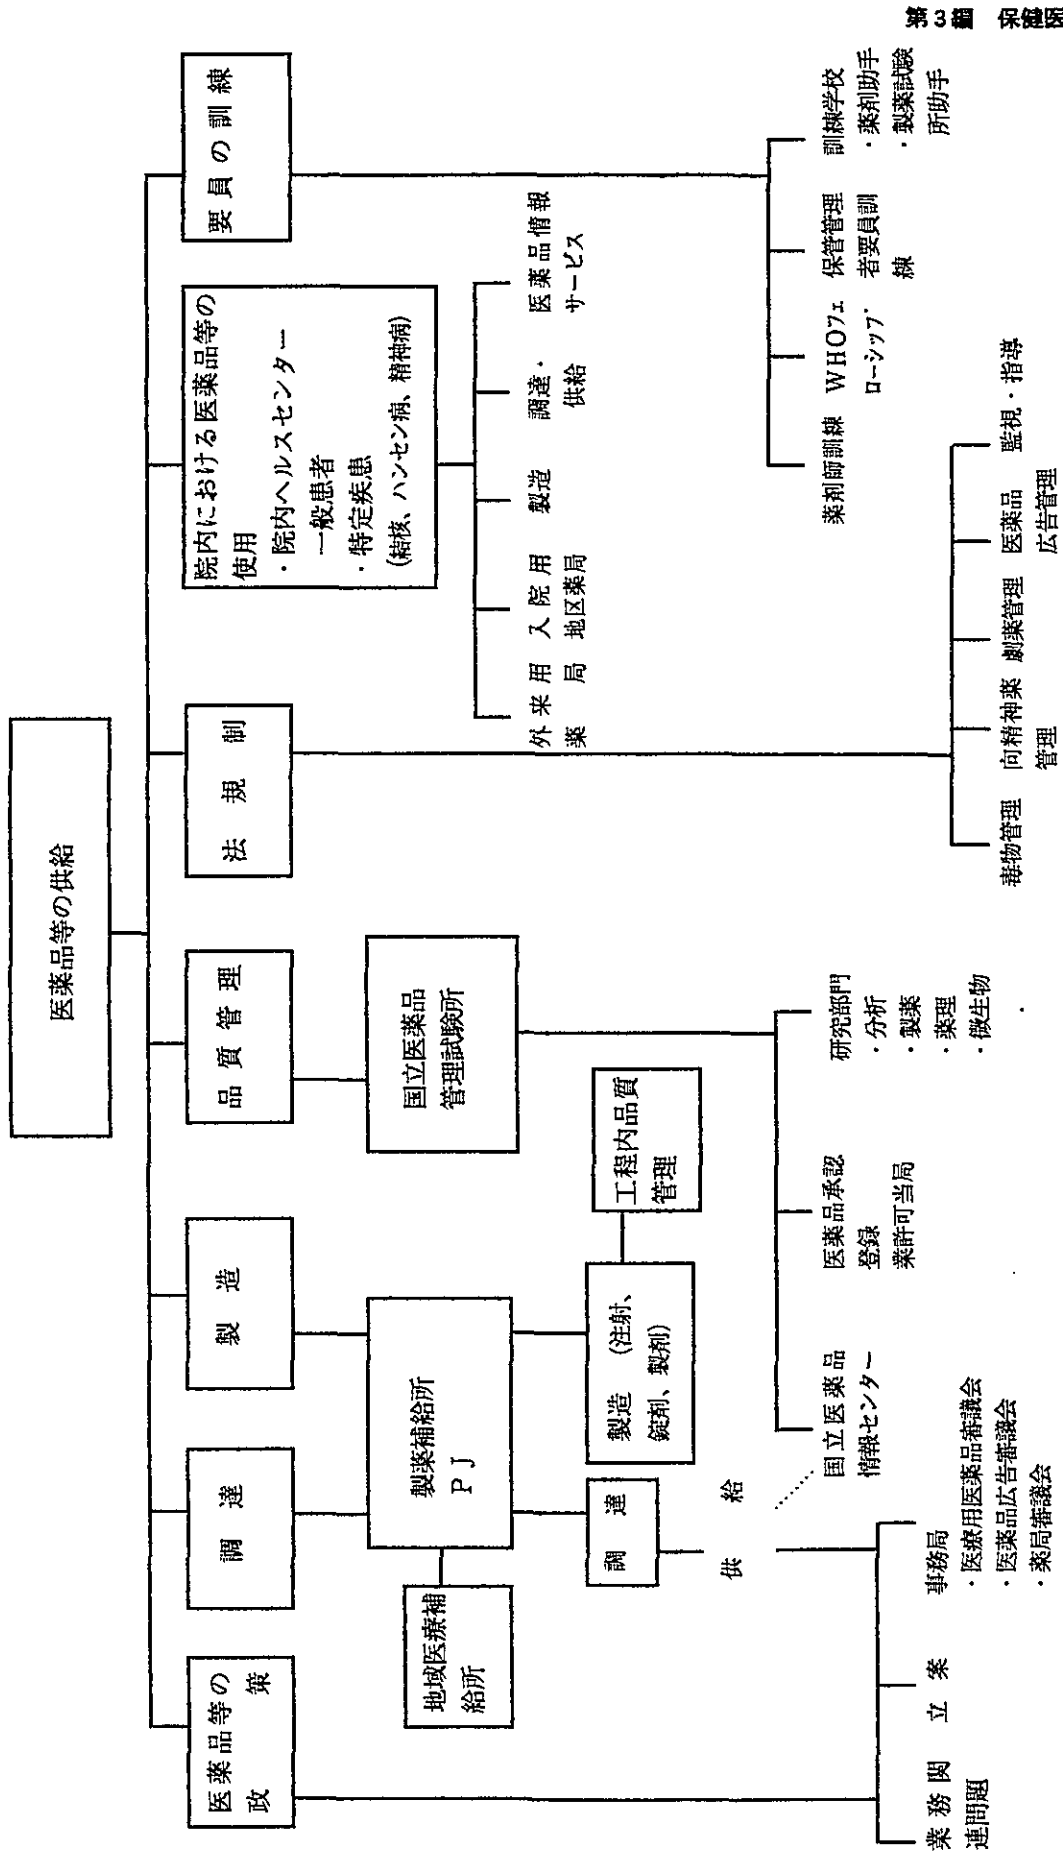 第3編 保健医
医薬品等の供給
医薬品等の
政策
調達
製造
品質管理
法規制
院内における医薬品等の
使用
・院内ヘルスセンター
一般患者
・特定疾患
(結核、ハンセン病、精神病)
要員の訓練
地域医療補
給所
製薬補給所
PJ
国立医薬品
管理試験所
調達
供給
製造 (注射、
錠剤、製剤)
工程内品質
管理
外来用
薬局
入院用
地区薬局
製造
調達・
供給
医薬品情報
サービス
薬剤師訓練
WHOフェ
ローシップ
保管管理
者要員訓
練
訓練学校
・薬剤助手
・製薬試験
所助手
国立医薬品
情報センター
医薬品承認
登録
業許可当局
研究部門
・分析
・製薬
・薬理
・微生物
毒物管理
向精神薬
管理
劇薬管理
医薬品
広告管理
監視・指導
業務関
連問題
立案
事務局
・医療用医薬品審議会
・医薬品広告審議会
・薬局審議会